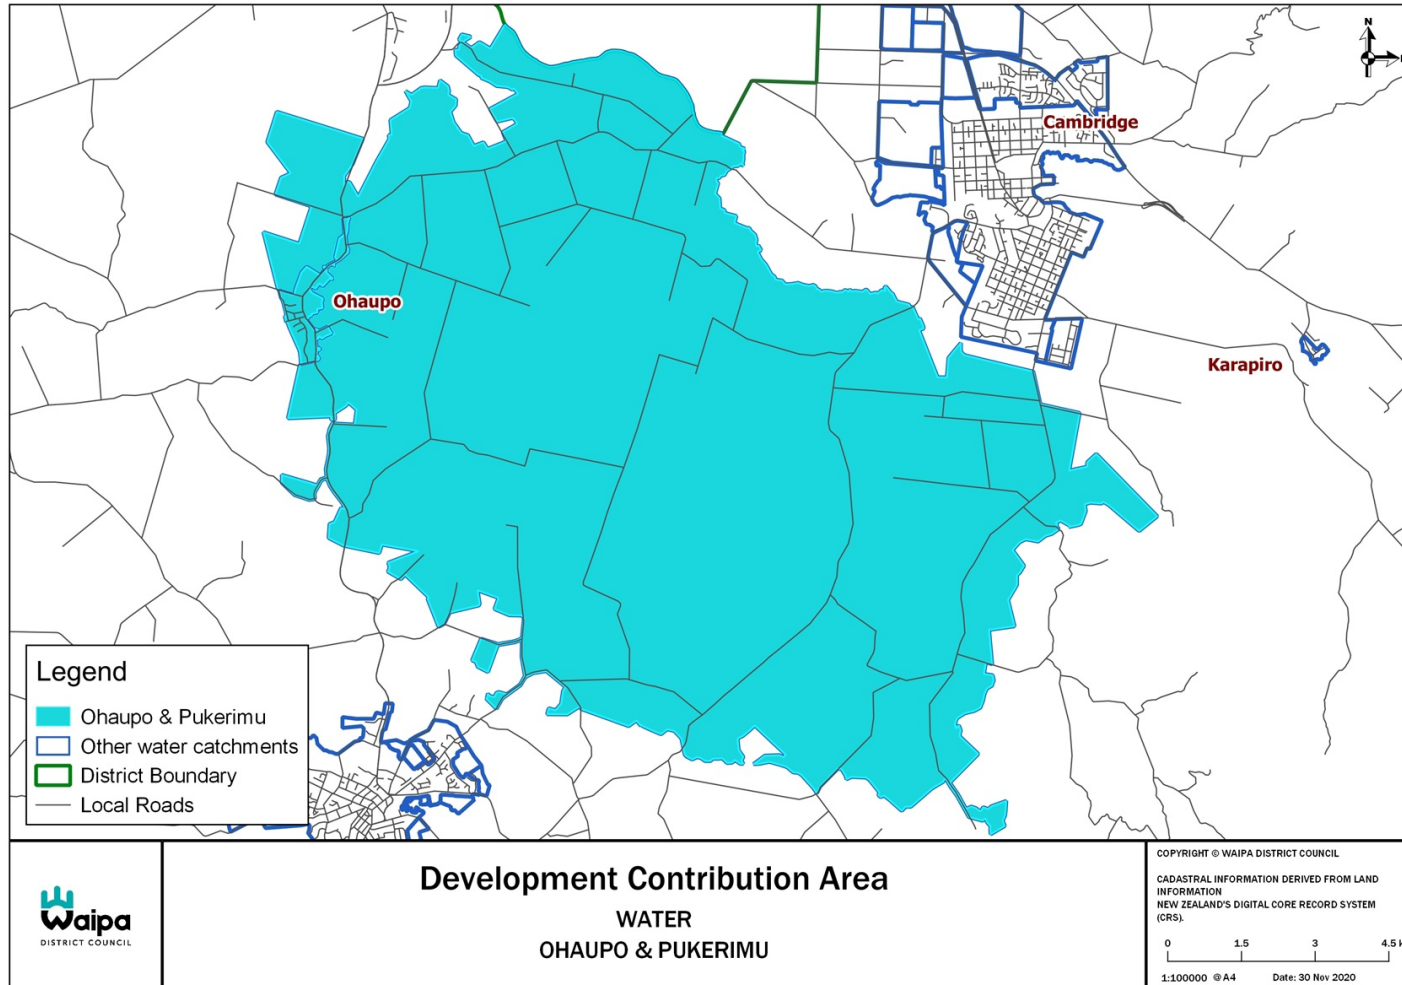 N
Cambridge
Ohaupo
Karapiro
Legend
Ohaupo & Pukerimu
Other water catchments
District Boundary
Local Roads
Waipa
DISTRICT COUNCIL
Development Contribution Area
WATER
OHAUPO & PUKERIMU
COPYRIGHT © WAIPA DISTRICT COUNCIL
CADASTRAL INFORMATION DERIVED FROM LAND
INFORMATION
NEW ZEALAND'S DIGITAL CORE RECORD SYSTEM
(CRS).
0 1.5 3 4.5
1:100000 @ A4 Date: 30 Nov 2020